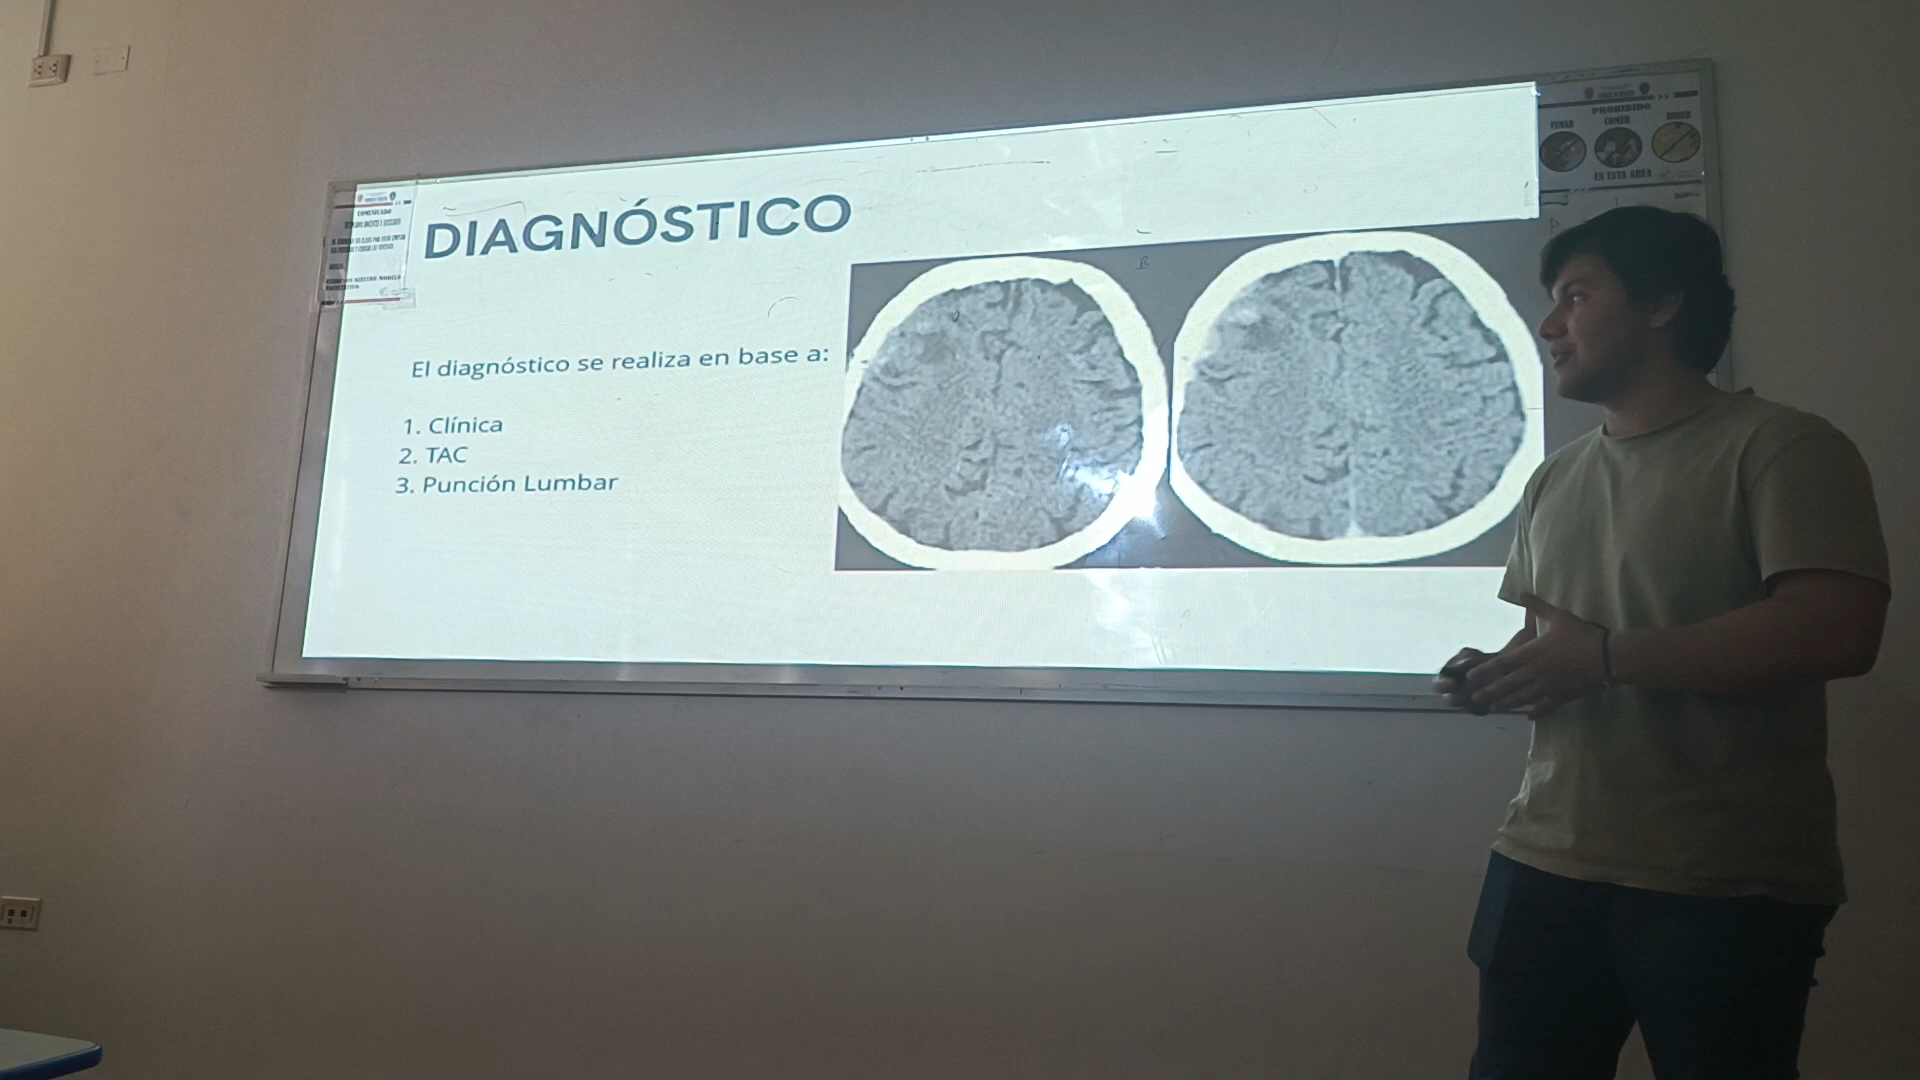 DIAGNÓSTICO
El diagnóstico se realiza en base a:
1. Clínica
2. TAC
3. Punción Lumbar
COMUNICADO
PROHIBIDO
FUMAR
COMER
BEBER
EN ESTA AREA
B